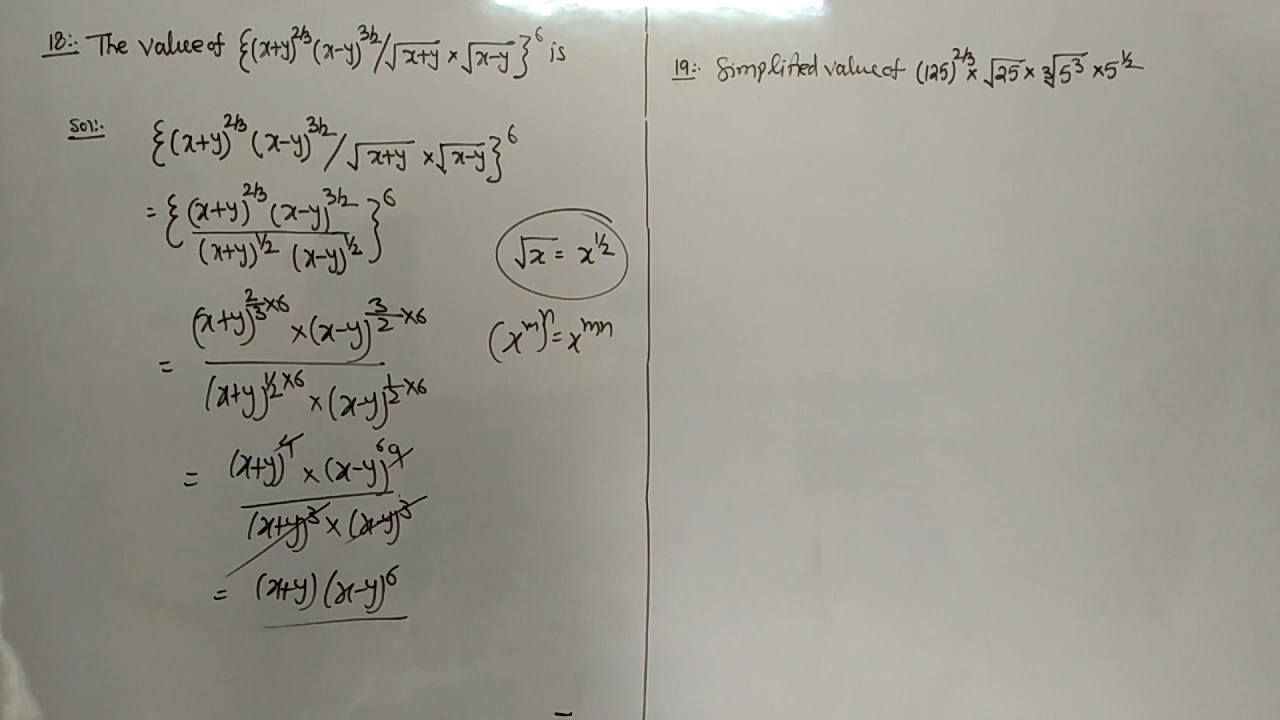 18:. The value of {(x+y)^2/3 (x-y)^3/2 / √x+y × √x-y }^6 is
Sol:. {(x+y)^2/3 (x-y)^3/2 / √x+y × √x-y }^6
= { (x+y)^2/3 (x-y)^3/2 / (x+y)^1/2 (x-y)^1/2 }^6
√x = x^1/2
= (x+y)^2/3×6 × (x-y)^3/2×6 / (x+y)^1/2×6 × (x-y)^1/2×6
(x^m)^n = x^mn
= (x+y)^4 × (x-y)^6 9 / (x+y)^3 × (x-y)^3
= (x+y) (x-y)^6
19:. Simplified value of (125)^2/3 × √25 × 3√5^3 × 5^1/2